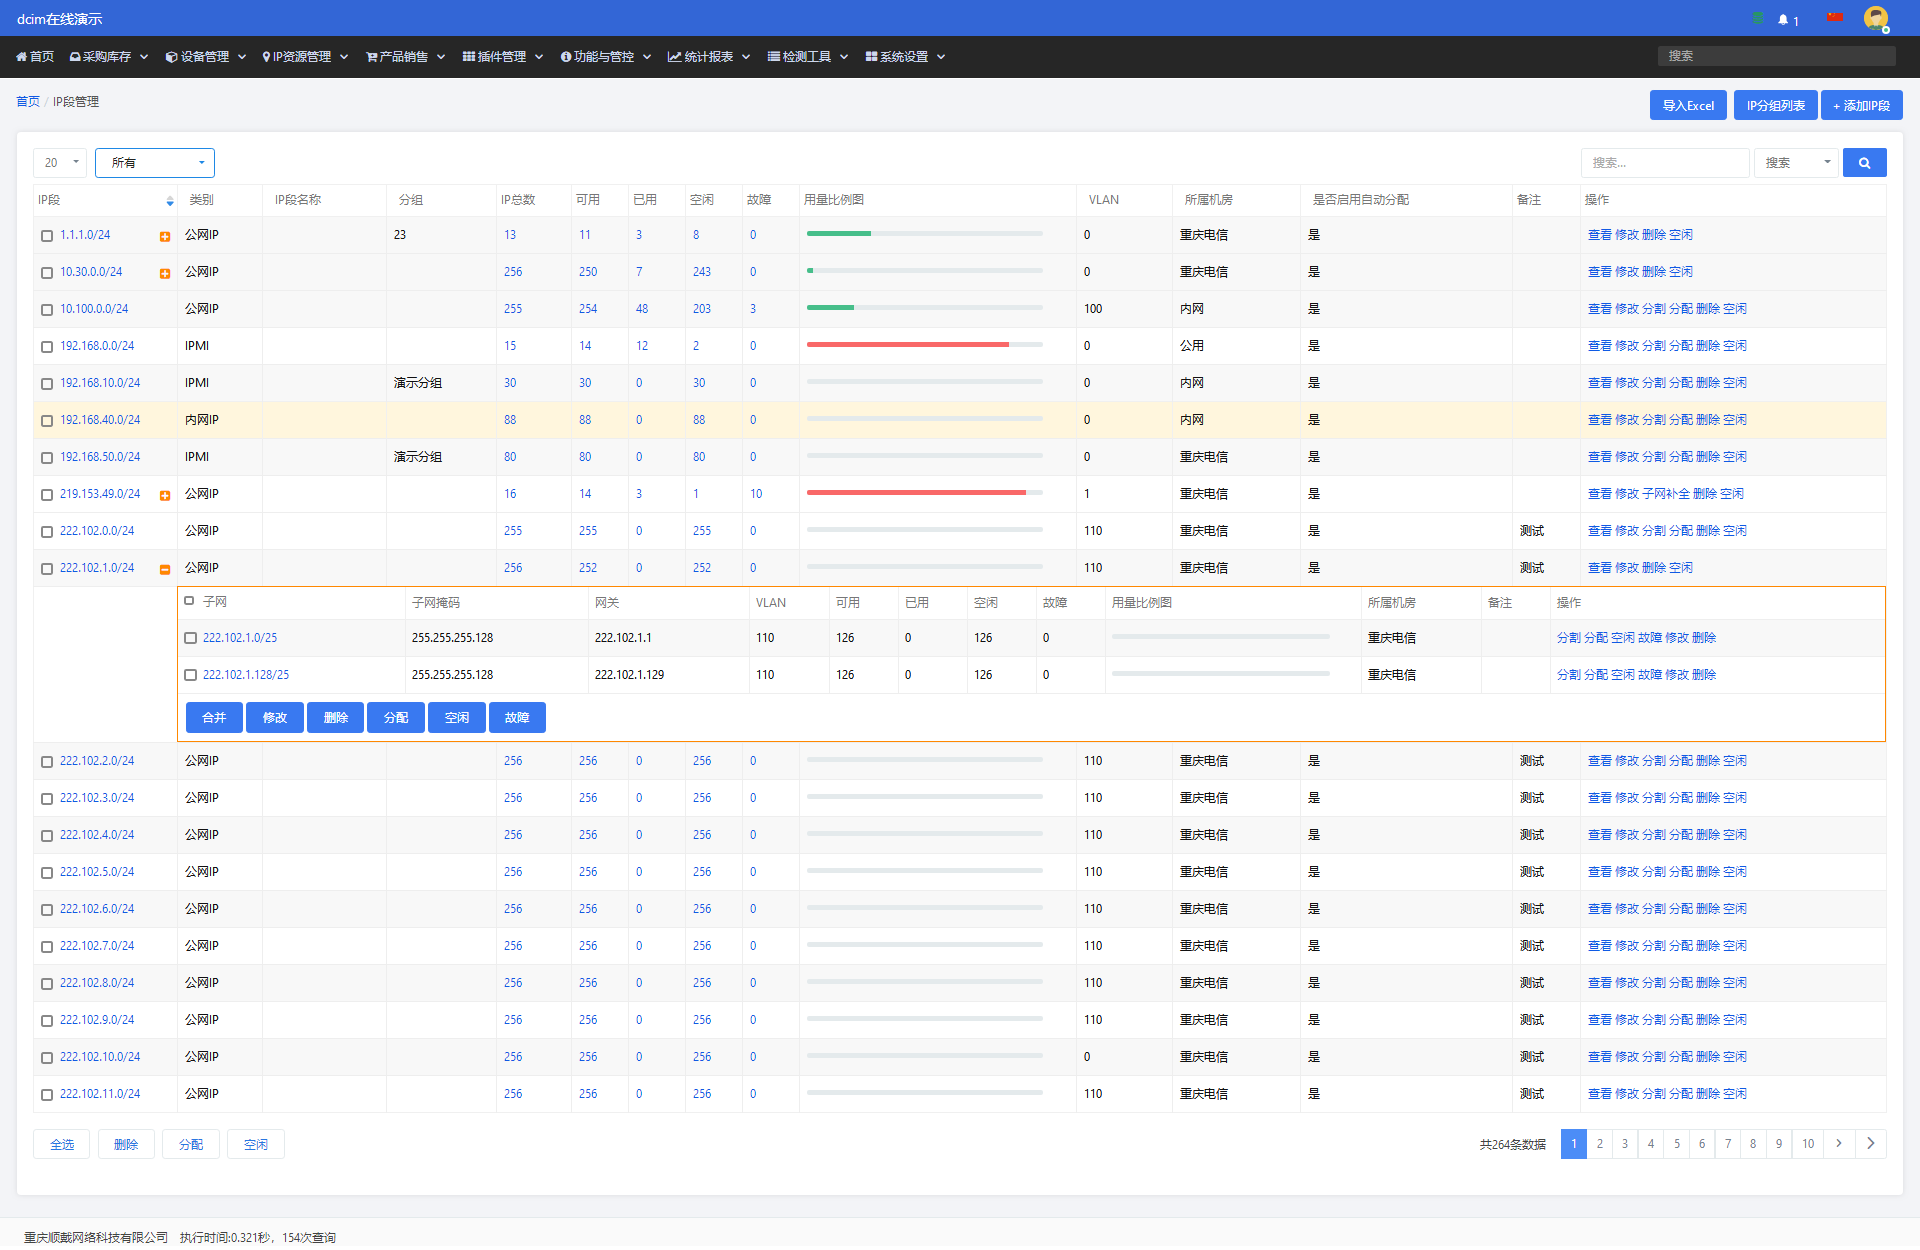 dcim在线演示
1
首页 采购库存 设备管理 IP资源管理 产品销售 插件管理 功能与管控 统计报表 检测工具 系统设置 搜索
首页 / IP段管理
导入Excel IP分组列表 + 添加IP段
20 所有 搜索... 搜索
IP段 类别 IP段名称 分组 IP总数 可用 已用 空闲 故障 用量比例图 VLAN 所属机房 是否启用自动分配 备注 操作
1.1.1.0/24 公网IP 23 13 11 3 8 0 0 重庆电信 是 查看 修改 删除 空闲
10.30.0.0/24 公网IP 256 250 7 243 0 0 重庆电信 是 查看 修改 删除 空闲
10.100.0.0/24 公网IP 255 254 48 203 3 100 内网 是 查看 修改 分割 分配 删除 空闲
192.168.0.0/24 IPMI 15 14 12 2 0 0 公用 是 查看 修改 分割 分配 删除 空闲
192.168.10.0/24 IPMI 演示分组 30 30 0 30 0 0 内网 是 查看 修改 分割 分配 删除 空闲
192.168.40.0/24 内网IP 88 88 0 88 0 0 内网 是 查看 修改 分割 分配 删除 空闲
192.168.50.0/24 IPMI 演示分组 80 80 0 80 0 0 重庆电信 是 查看 修改 分割 分配 删除 空闲
219.153.49.0/24 公网IP 16 14 3 1 10 1 重庆电信 是 查看 修改 子网补全 删除 空闲
222.102.0.0/24 公网IP 255 255 0 255 0 110 重庆电信 是 测试 查看 修改 分割 分配 删除 空闲
222.102.1.0/24 公网IP 256 252 0 252 0 110 重庆电信 是 测试 查看 修改 删除 空闲
子网 子网掩码 网关 VLAN 可用 已用 空闲 故障 用量比例图 所属机房 备注 操作
222.102.1.0/25 255.255.255.128 222.102.1.1 110 126 0 126 0 重庆电信 分割 分配 空闲 故障 修改 删除
222.102.1.128/25 255.255.255.128 222.102.1.129 110 126 0 126 0 重庆电信 分割 分配 空闲 故障 修改 删除
合并 修改 删除 分配 空闲 故障
222.102.2.0/24 公网IP 256 256 0 256 0 110 重庆电信 是 测试 查看 修改 分割 分配 删除 空闲
222.102.3.0/24 公网IP 256 256 0 256 0 110 重庆电信 是 测试 查看 修改 分割 分配 删除 空闲
222.102.4.0/24 公网IP 256 256 0 256 0 110 重庆电信 是 测试 查看 修改 分割 分配 删除 空闲
222.102.5.0/24 公网IP 256 256 0 256 0 110 重庆电信 是 测试 查看 修改 分割 分配 删除 空闲
222.102.6.0/24 公网IP 256 256 0 256 0 110 重庆电信 是 测试 查看 修改 分割 分配 删除 空闲
222.102.7.0/24 公网IP 256 256 0 256 0 110 重庆电信 是 测试 查看 修改 分割 分配 删除 空闲
222.102.8.0/24 公网IP 256 256 0 256 0 110 重庆电信 是 测试 查看 修改 分割 分配 删除 空闲
222.102.9.0/24 公网IP 256 256 0 256 0 110 重庆电信 是 测试 查看 修改 分割 分配 删除 空闲
222.102.10.0/24 公网IP 256 256 0 256 0 0 重庆电信 是 测试 查看 修改 分割 分配 删除 空闲
222.102.11.0/24 公网IP 256 256 0 256 0 110 重庆电信 是 测试 查看 修改 分割 分配 删除 空闲
全选 删除 分配 空闲 共264条数据 1 2 3 4 5 6 7 8 9 10
重庆顺戴网络科技有限公司 执行时间:0.321秒，154次查询